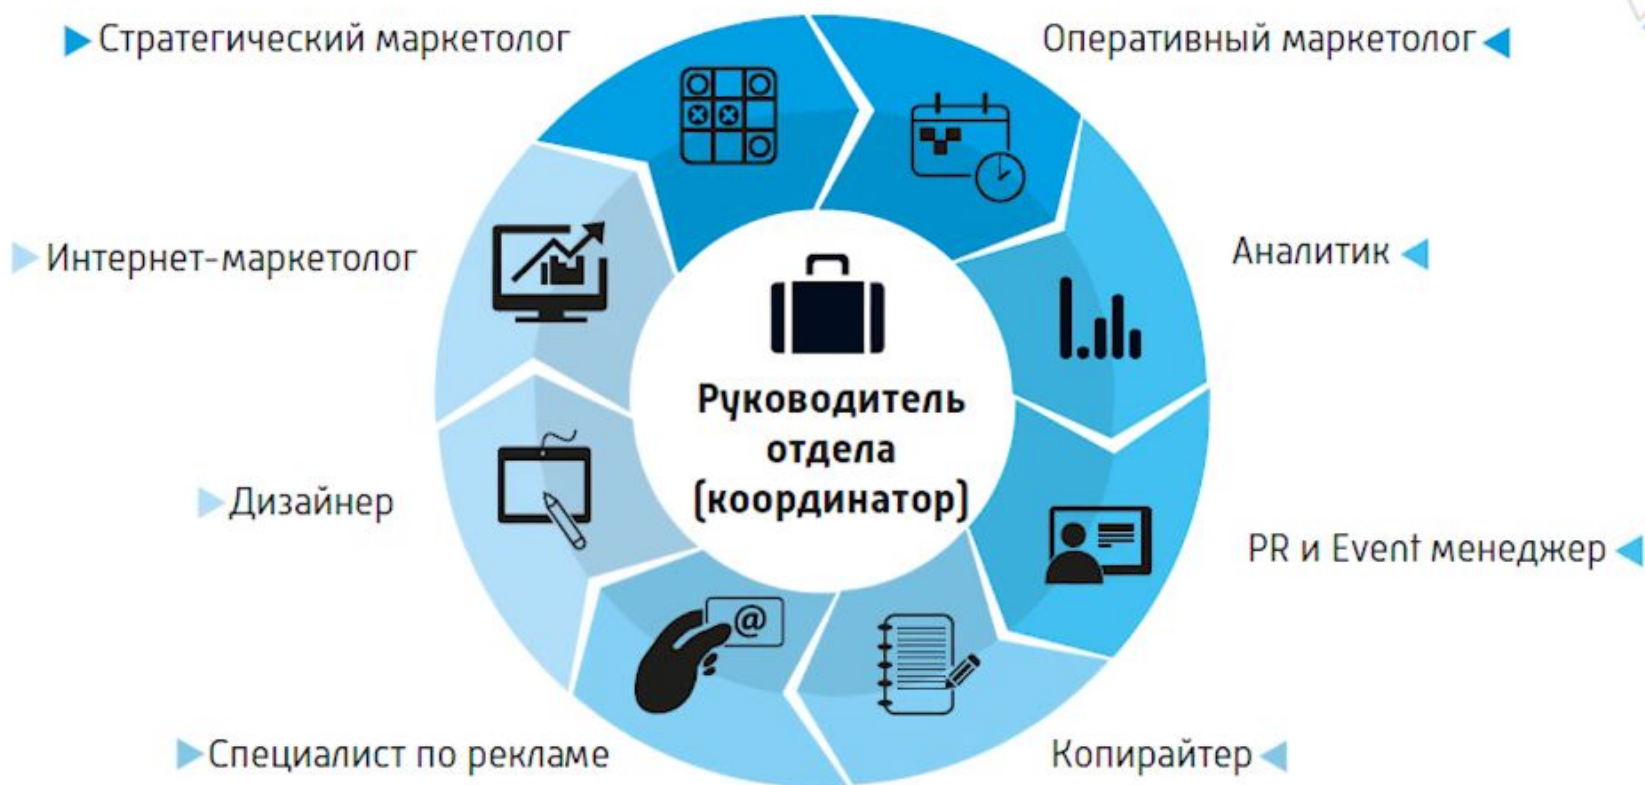 Стратегический маркетолог
Оперативный маркетолог
Интернет-маркетолог
Аналитик
Руководитель
отдела
(координатор)
Дизайнер
PR и Event менеджер
@
Специалист по рекламе
Копирайтер